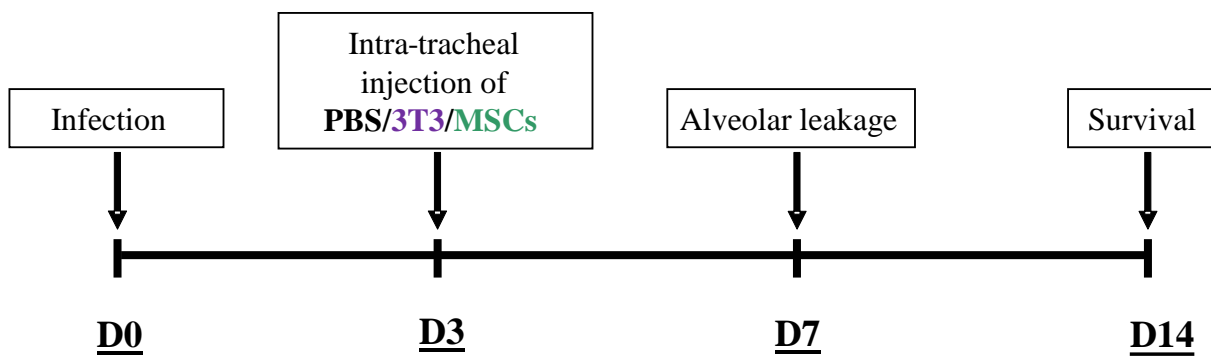 Infection
Intra-tracheal
injection of
PBS/3T3/MSCs
Alveolar leakage
Survival
D0
D3
D7
D14